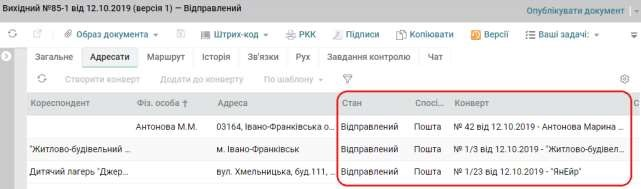 Вихідний №85-1 від 12.10.2019 (версія 1) — Відправлений
Опублікувати документ
Образ документа Штрих-код РКК Підписи Копіювати Версії Ваші задачі:
Загальне Адресати Маршрут Історія Зв'язки Рух Завдання контролю Чат
Створити конверт Додати до конверту По шаблону
Кореспондент Фіз. особа Адреса Стан Спосі... Конверт С
Антонова М.М. 03164, Івано-Франківська о... Відправлений Пошта № 42 від 12.10.2019 - Антонова Марина ...
"Житлово-будівельний ... м. Івано-Франківськ Відправлений Пошта № 1/3 від 12.10.2019 - "Житлово-будівел...
Дитячий лагерь "Джер... вул. Хмельницька, буд.111, ... Відправлений Пошта № 1/23 від 12.10.2019 - "ЯнЕйр"